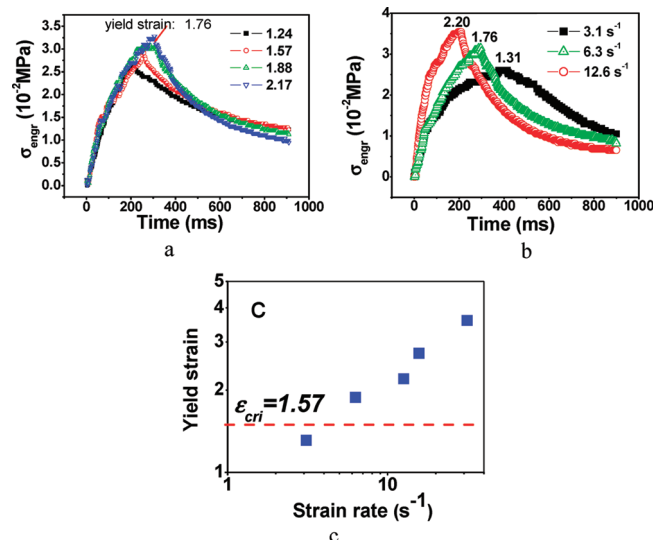 a
yield strain: 1.76
1.24
1.57
1.88
2.17
σengr (10⁻²MPa)
3.5
3.0
2.5
2.0
1.5
1.0
0.5
0.0
0 200 400 600 800 1000
Time (ms)
a
b
2.20
1.76
1.31
3.1 s⁻¹
6.3 s⁻¹
12.6 s⁻¹
σengr (10⁻²MPa)
4
3
2
1
0
0 200 400 600 800 1000
Time (ms)
b
C
εcri=1.57
Yield strain
5
4
3
2
1
1 10
Strain rate (s⁻¹)
c